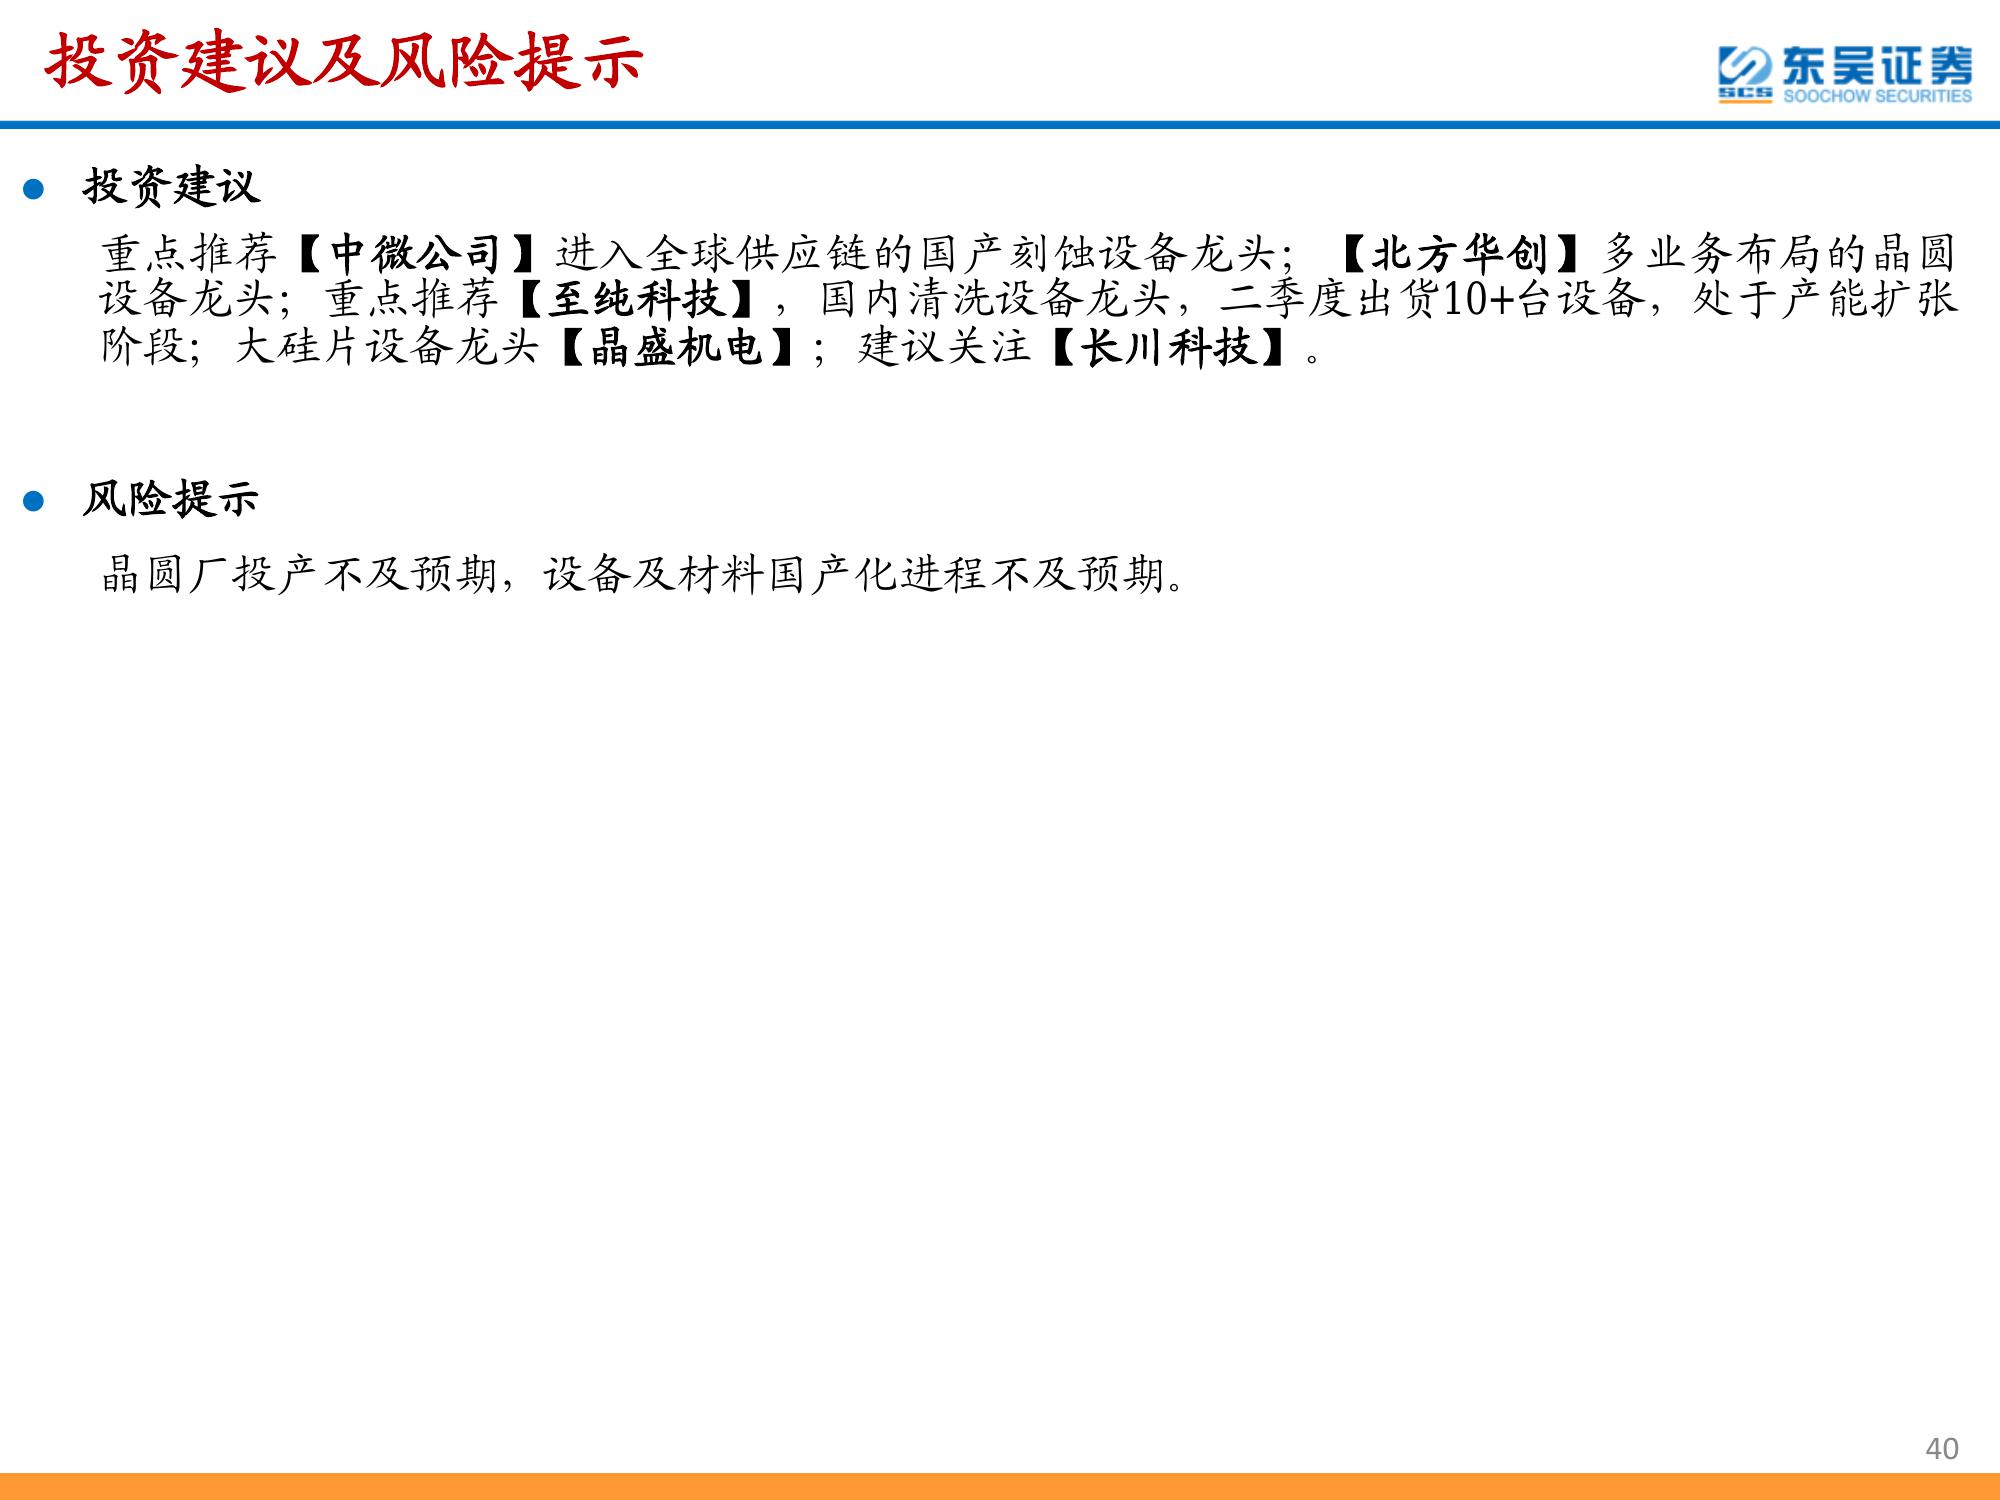 投资建议及风险提示
东吴证券
SCS
SOOCHOW SECURITIES
投资建议
重点推荐【中微公司】进入全球供应链的国产刻蚀设备龙头；【北方华创】多业务布局的晶圆
设备龙头；重点推荐【至纯科技】，国内清洗设备龙头，二季度出货10+台设备，处于产能扩张
阶段；大硅片设备龙头【晶盛机电】；建议关注【长川科技】。
风险提示
晶圆厂投产不及预期，设备及材料国产化进程不及预期。
40